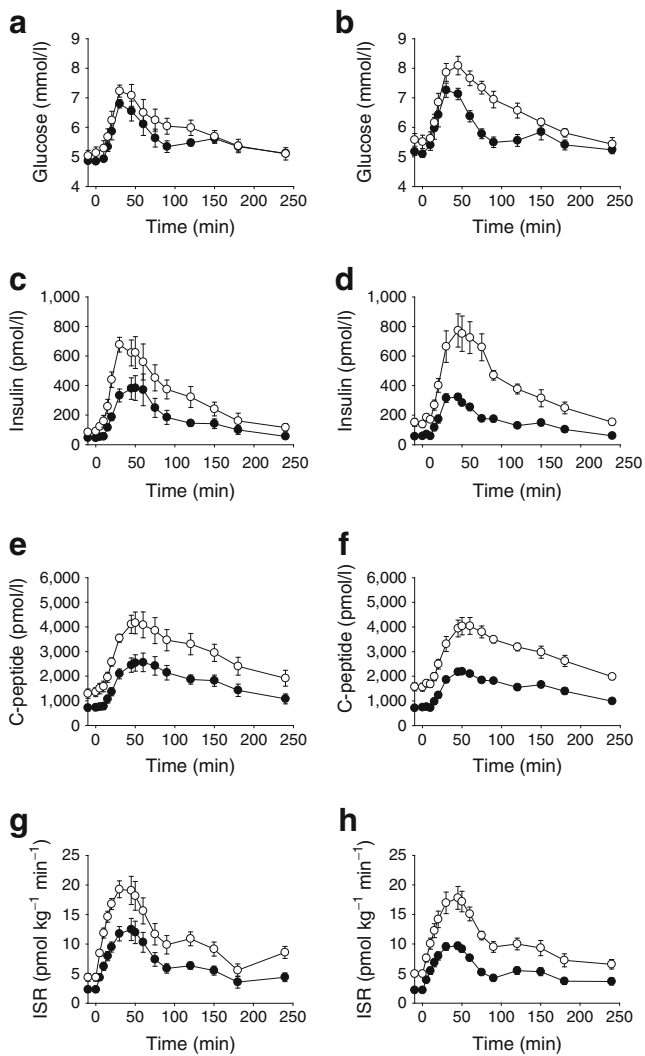 a
Glucose (mmol/l)
9
8
7
6
5
4
0 50 100 150 200 250
Time (min)
b
Glucose (mmol/l)
9
8
7
6
5
4
0 50 100 150 200 250
Time (min)
c
Insulin (pmol/l)
1,000
800
600
400
200
0
0 50 100 150 200 250
Time (min)
d
Insulin (pmol/l)
1,000
800
600
400
200
0
0 50 100 150 200 250
Time (min)
e
C-peptide (pmol/l)
6,000
5,000
4,000
3,000
2,000
1,000
0
0 50 100 150 200 250
Time (min)
f
C-peptide (pmol/l)
6,000
5,000
4,000
3,000
2,000
1,000
0
0 50 100 150 200 250
Time (min)
g
ISR (pmol kg⁻¹ min⁻¹)
25
20
15
10
5
0
0 50 100 150 200 250
Time (min)
h
ISR (pmol kg⁻¹ min⁻¹)
25
20
15
10
5
0
0 50 100 150 200 250
Time (min)